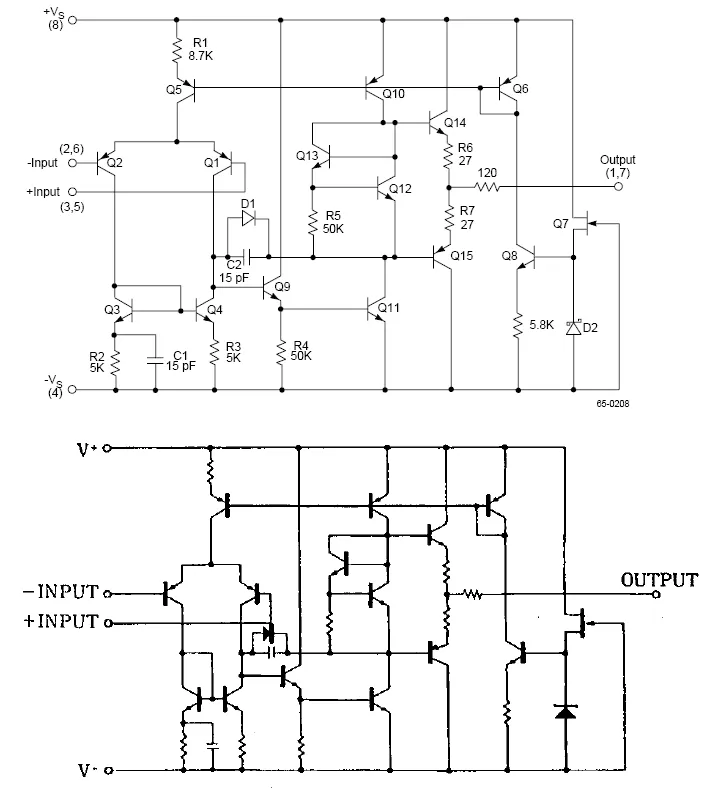 +VS
(8)
R1
8.7K
Q5
Q10
Q6
Q14
(2,6)
-Input
Q2
Q1
Q13
R6
27
Output
(1,7)
120
+Input
(3,5)
Q12
D1
R5
50K
R7
27
Q7
C2
15 pF
Q15
Q8
Q9
Q3
Q4
Q11
5.8K
D2
R2
5K
C1
15 pF
R3
5K
R4
50K
-VS
(4)
65-0208
V+
-INPUT
OUTPUT
+INPUT
V-